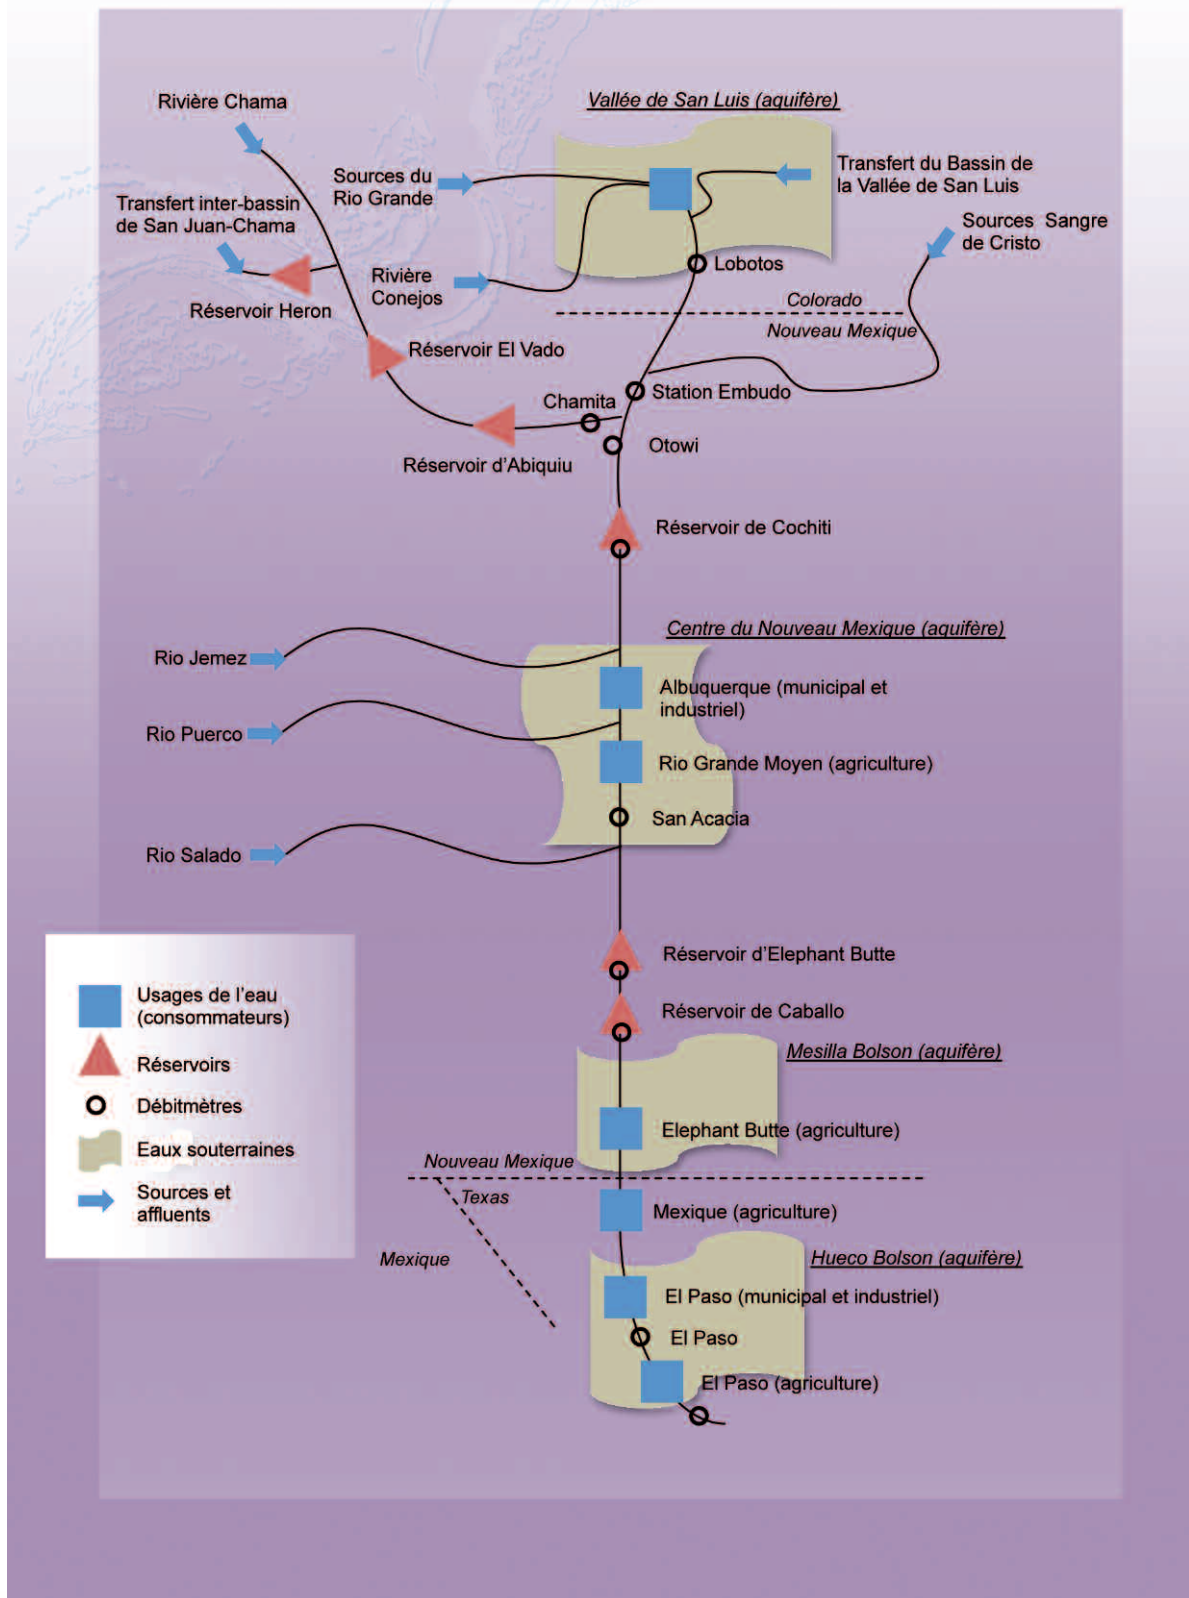 Rivière Chama
Vallée de San Luis (aquifère)
Sources du
Rio Grande
Transfert du Bassin de
la Vallée de San Luis
Transfert inter-bassin
de San Juan-Chama
Sources Sangre
de Cristo
Rivière
Conejos
Lobotos
Réservoir Heron
Colorado
Nouveau Mexique
Réservoir El Vado
Chamita
Station Embudo
Otowi
Réservoir d'Abiquiu
Réservoir de Cochiti
Centre du Nouveau Mexique (aquifère)
Rio Jemez
Albuquerque (municipal et
industriel)
Rio Puerco
Rio Grande Moyen (agriculture)
San Acacia
Rio Salado
Réservoir d'Elephant Butte
Réservoir de Caballo
Mesilla Bolson (aquifère)
Elephant Butte (agriculture)
Nouveau Mexique
Texas
Mexique
Mexique (agriculture)
Hueco Bolson (aquifère)
El Paso (municipal et industriel)
El Paso
El Paso (agriculture)
Usages de l'eau
(consommateurs)
Réservoirs
Débitmètres
Eaux souterraines
Sources et
affluents